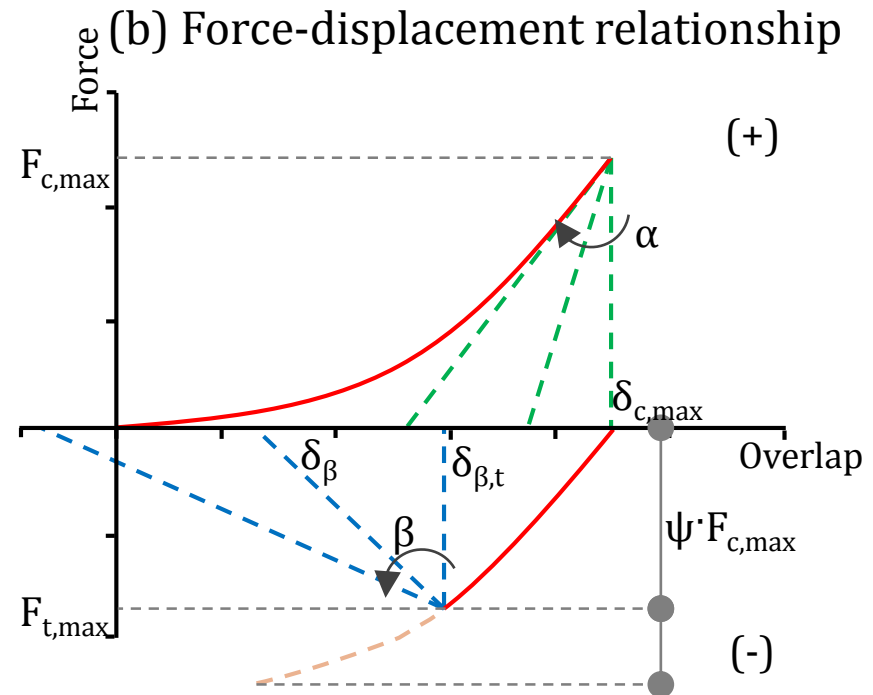 (b) Force-displacement relationship
Force
(+)
F_c,max
α
δ_c,max
Overlap
δ_β
δ_β,t
β
ψ·F_c,max
F_t,max
(-)